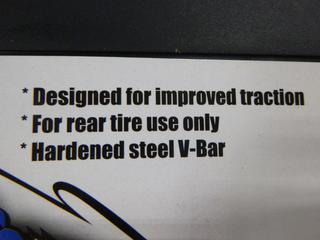 * Designed for improved traction
* For rear tire use only
* Hardened steel V-Bar